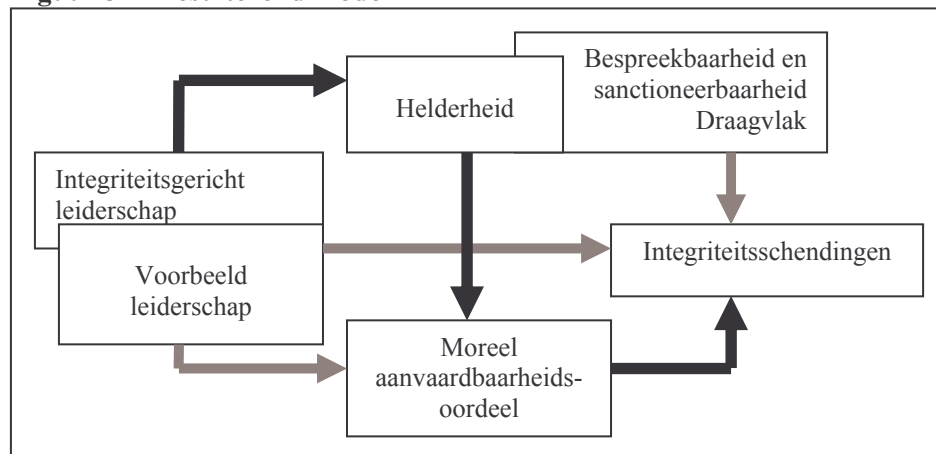 Helderheid
Bespreekbaarheid en
sanctioneerbaarheid
Draagvlak
Integriteitsgericht
leiderschap
Voorbeeld
leiderschap
Integriteitsschendingen
Moreel
aanvaardbaarheids-
oordeel